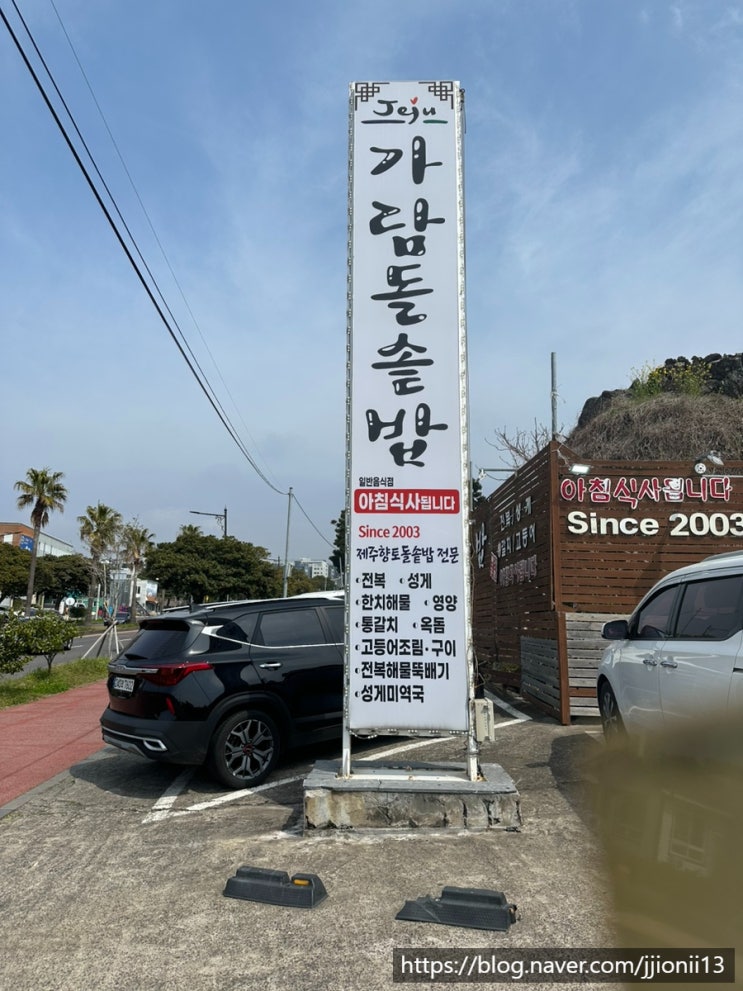 Jeju
가람돌솥밥
일반음식점
아침식사됩니다
Since 2003
제주향토돌솥밥 전문
·전복 ·성게
·한치해물 ·영양
·통갈치 ·옥돔
·고등어조림·구이
·전복해물뚝배기
·성게미역국
아침식사됩니다
Since 2003
https://blog.naver.com/jjionii13